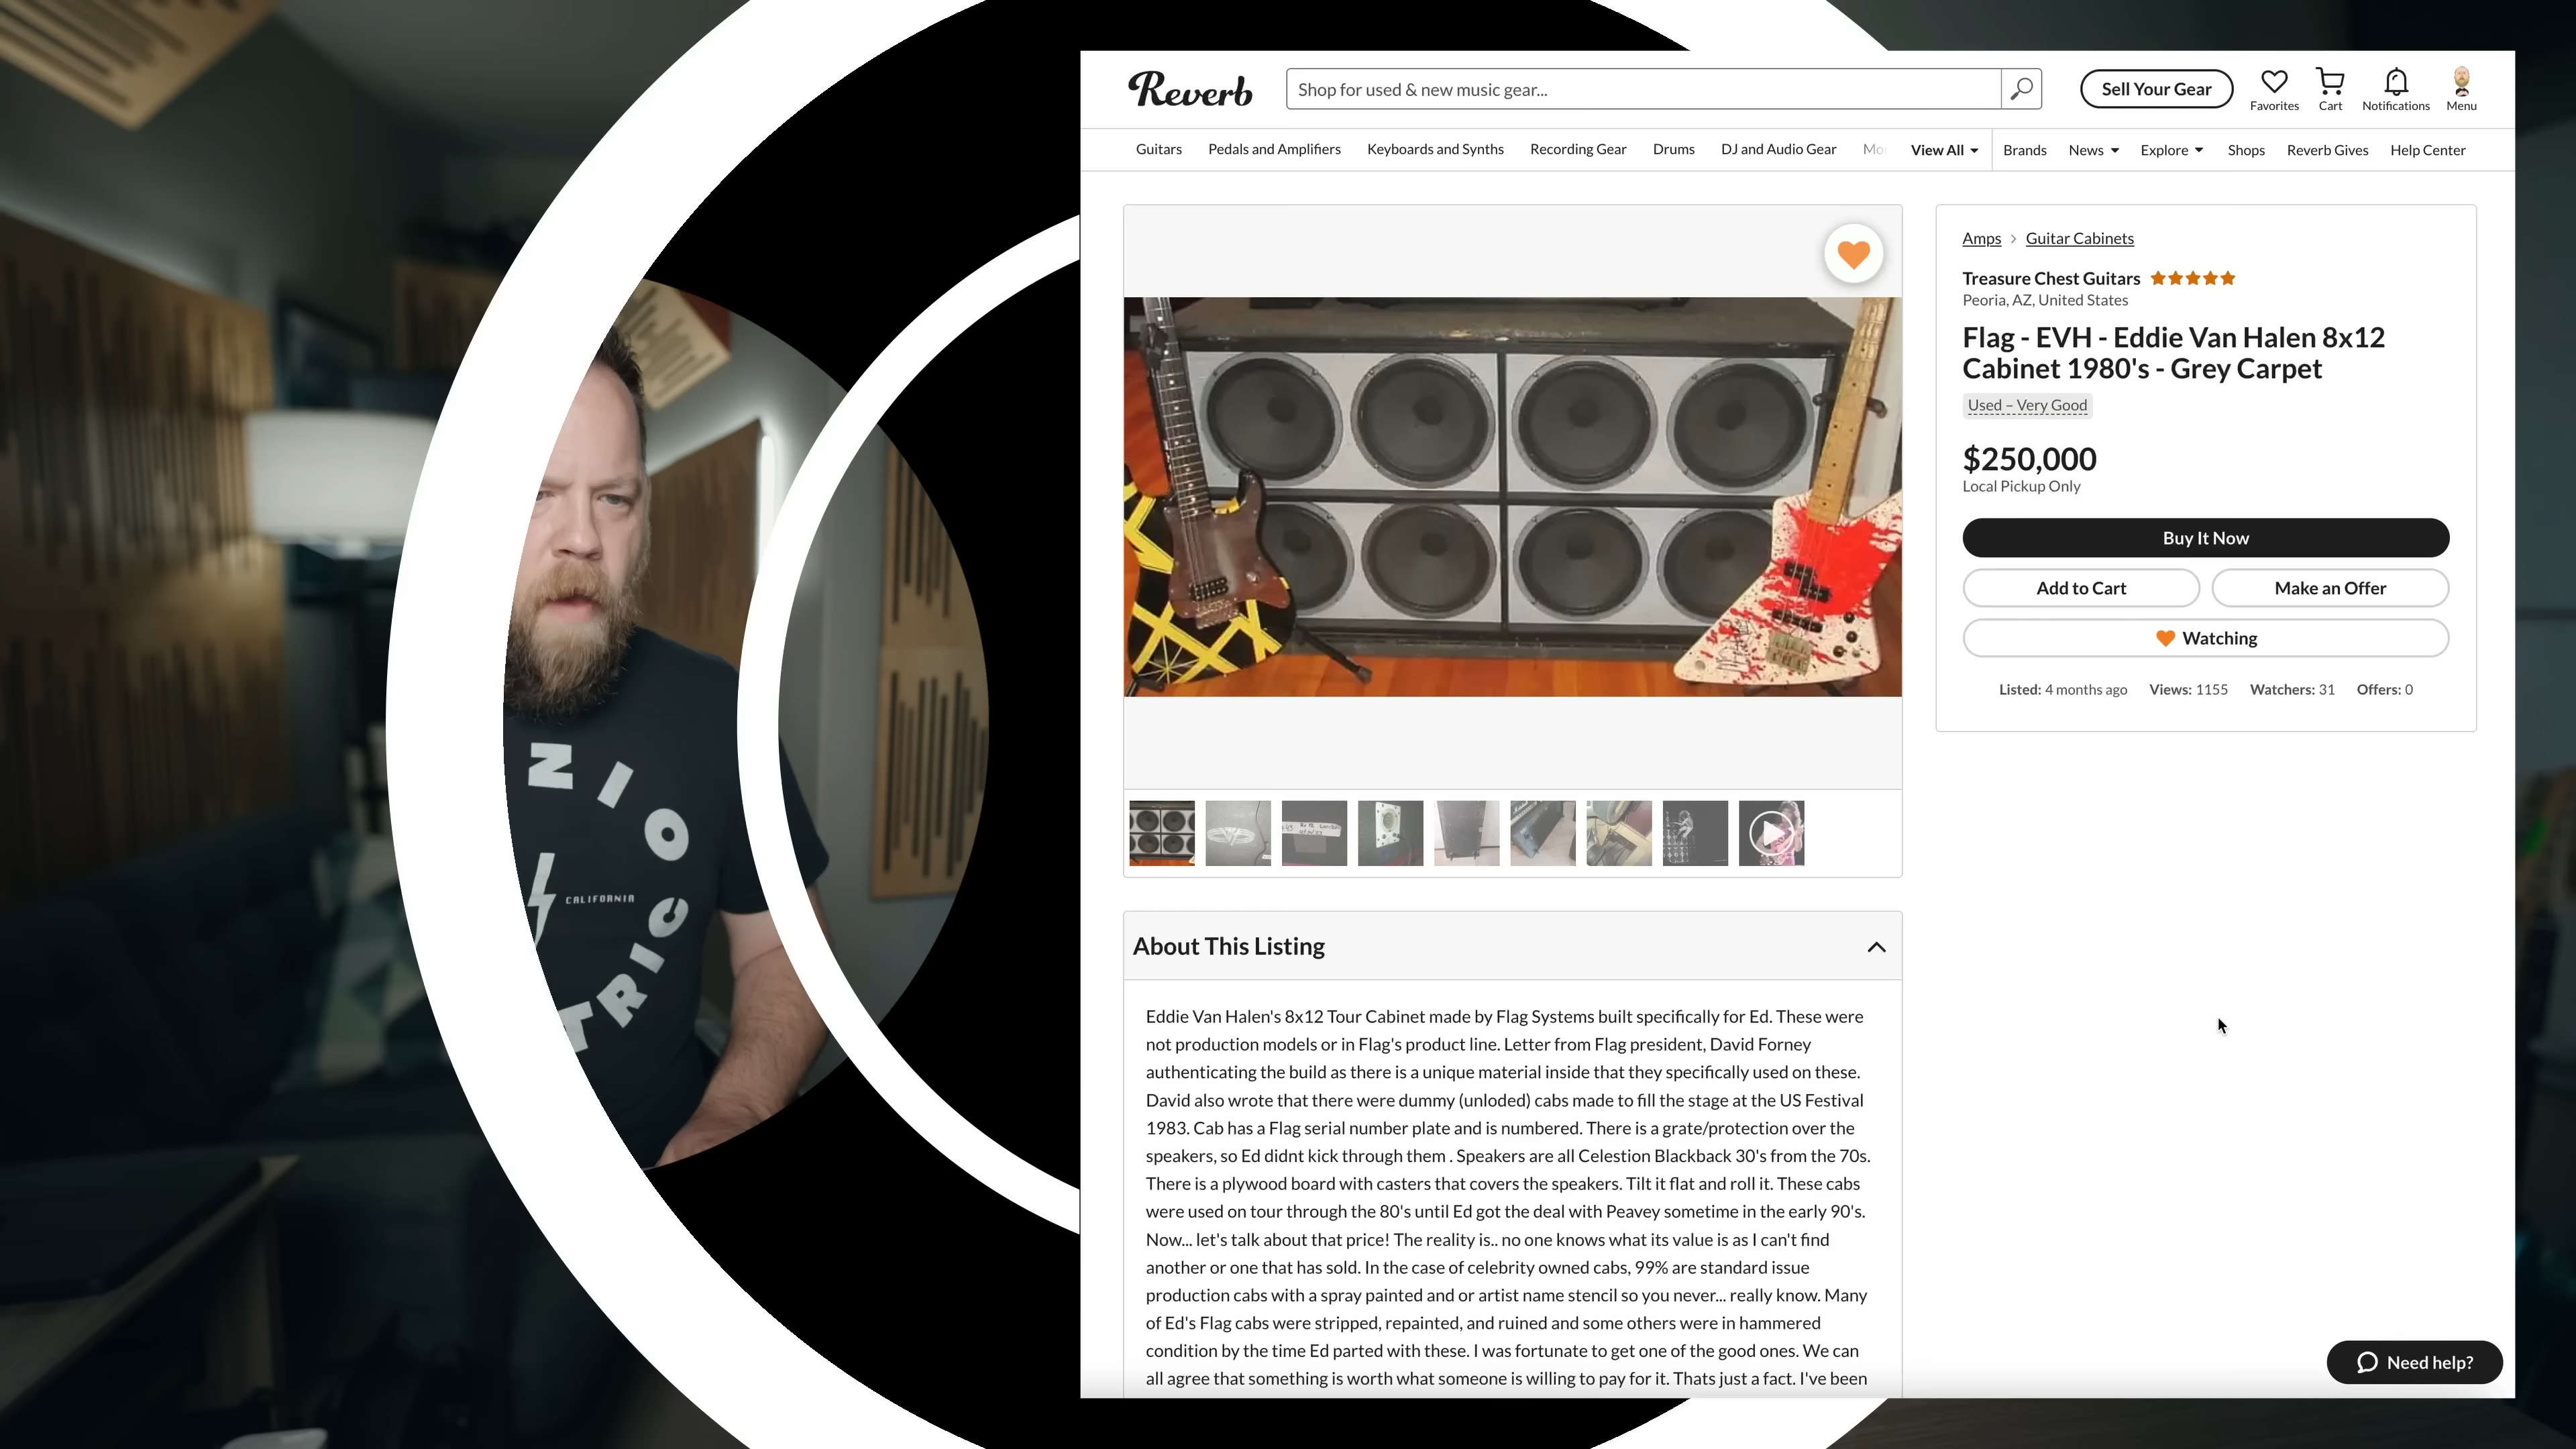 Reverb
Shop for used & new music gear...
Sell Your Gear
Favorites
Cart
Notifications
Menu
Guitars
Pedals and Amplifiers
Keyboards and Synths
Recording Gear
Drums
DJ and Audio Gear
View All
Brands
News
Explore
Shops
Reverb Gives
Help Center
Amps > Guitar Cabinets
Treasure Chest Guitars
Peoria, AZ, United States
Flag - EVH - Eddie Van Halen 8x12
Cabinet 1980's - Grey Carpet
Used – Very Good
$250,000
Local Pickup Only
Buy It Now
Add to Cart
Make an Offer
Watching
Listed: 4 months ago
Views: 1155
Watchers: 31
Offers: 0
About This Listing
Eddie Van Halen's 8x12 Tour Cabinet made by Flag Systems built specifically for Ed. These were
not production models or in Flag's product line. Letter from Flag president, David Forney
authenticating the build as there is a unique material inside that they specifically used on these.
David also wrote that there were dummy (unloded) cabs made to fill the stage at the US Festival
1983. Cab has a Flag serial number plate and is numbered. There is a grate/protection over the
speakers, so Ed didnt kick through them . Speakers are all Celestion Blackback 30's from the 70s.
There is a plywood board with casters that covers the speakers. Tilt it flat and roll it. These cabs
were used on tour through the 80's until Ed got the deal with Peavey sometime in the early 90's.
Now... let's talk about that price! The reality is.. no one knows what its value is as I can't find
another or one that has sold. In the case of celebrity owned cabs, 99% are standard issue
production cabs with a spray painted and or artist name stencil so you never... really know. Many
of Ed's Flag cabs were stripped, repainted, and ruined and some others were in hammered
condition by the time Ed parted with these. I was fortunate to get one of the good ones. We can
all agree that something is worth what someone is willing to pay for it. Thats just a fact. I've been
Need help?
N I O
CALIFORNIA
T R I C